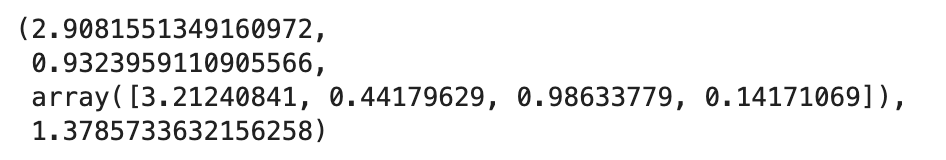 (2.9081551349160972,
0.9323959110905566,
array([3.21240841, 0.44179629, 0.98633779, 0.14171069]),
1.3785733632156258)